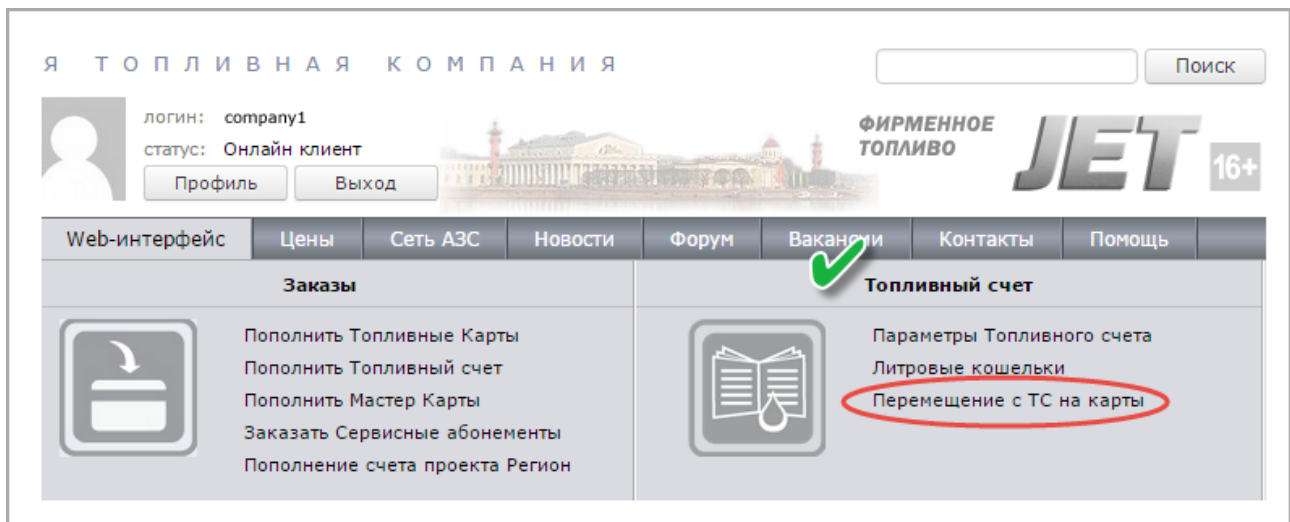 Я ТОПЛИВНАЯ КОМПАНИЯ
Поиск
логин: company1
статус: Онлайн клиент
Профиль Выход
ФИРМЕННОЕ
ТОПЛИВО
JET
16+
Web-интерфейс Цены Сеть АЗС Новости Форум Вакансии Контакты Помощь
Заказы
Пополнить Топливные Карты
Пополнить Топливный счет
Пополнить Мастер Карты
Заказать Сервисные абонементы
Пополнение счета проекта Регион
Топливный счет
Параметры Топливного счета
Литровые кошельки
Перемещение с ТС на карты